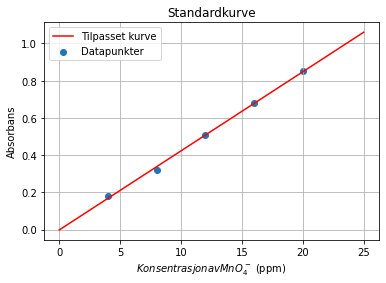 Standardkurve
Tilpasset kurve
Datapunkter
1.0
0.8
0.6
0.4
0.2
0.0
Absorbans
0 5 10 15 20 25
KonsentrasjonavMnO₄⁻ (ppm)